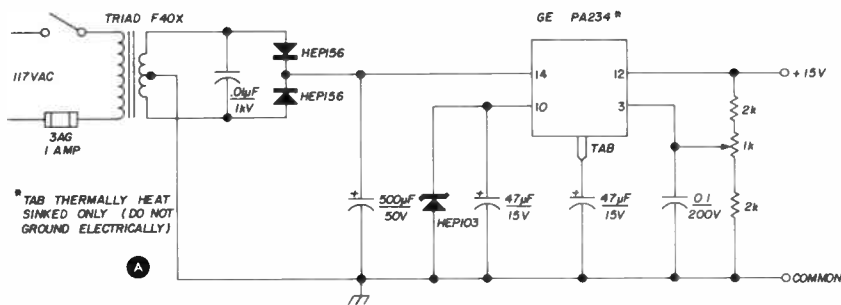 TRIAD F40X
GE PA234*
117VAC
3AG
1 AMP
.01µF
1kV
HEP156
HEP156
14
12
10
3
TAB
+15V
2k
1k
2k
+
500µF
50V
HEP103
+
47µF
15V
+
47µF
15V
0.1
200V
COMMON
* TAB THERMALLY HEAT
SINKED ONLY (DO NOT
GROUND ELECTRICALLY)
A